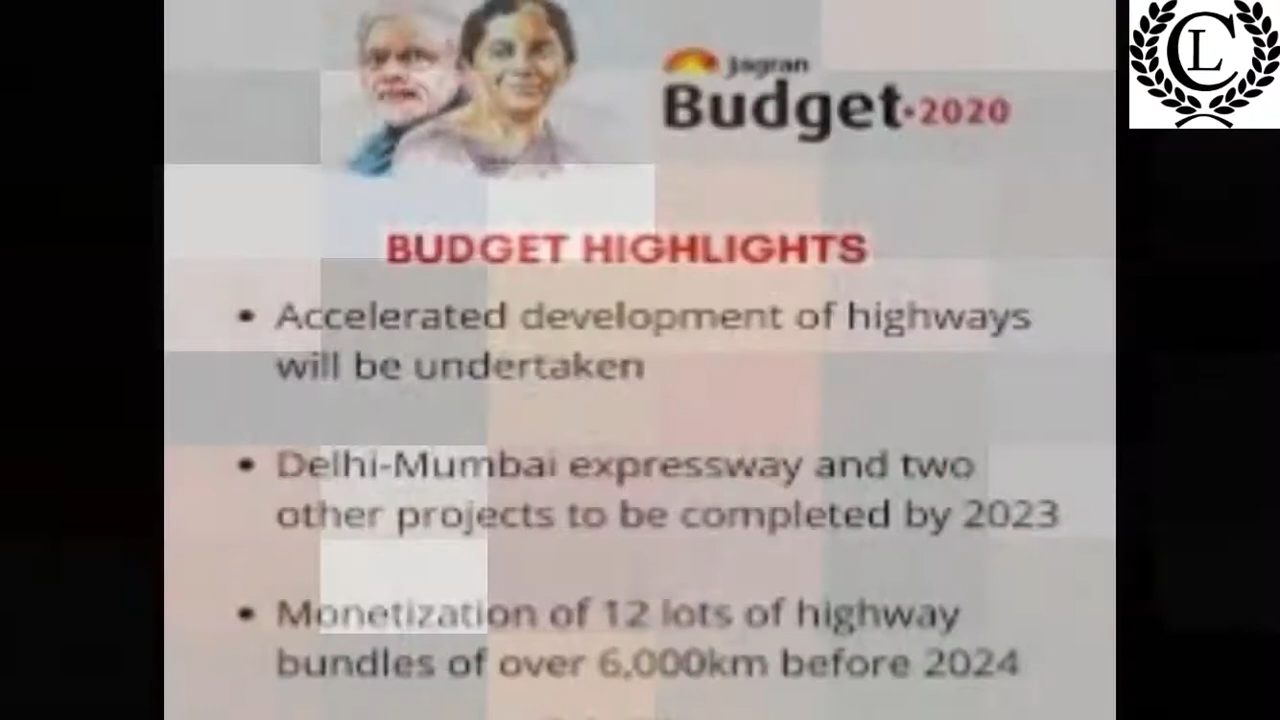 CL
Jagran
Budget 2020
BUDGET HIGHLIGHTS
• Accelerated development of highways
will be undertaken
• Delhi-Mumbai expressway and two
other projects to be completed by 2023
• Monetization of 12 lots of highway
bundles of over 6,000km before 2024